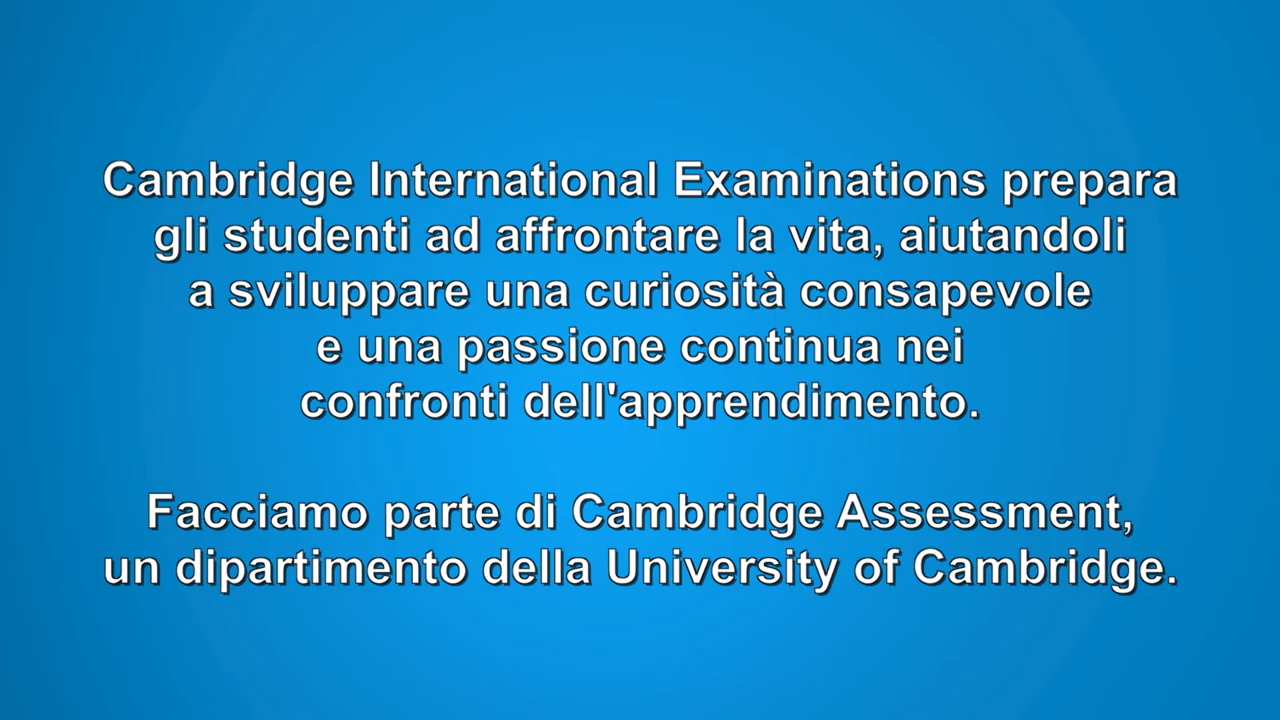 Cambridge International Examinations prepara
gli studenti ad affrontare la vita, aiutandoli
a sviluppare una curiosità consapevole
e una passione continua nei
confronti dell'apprendimento.
Facciamo parte di Cambridge Assessment,
un dipartimento della University of Cambridge.